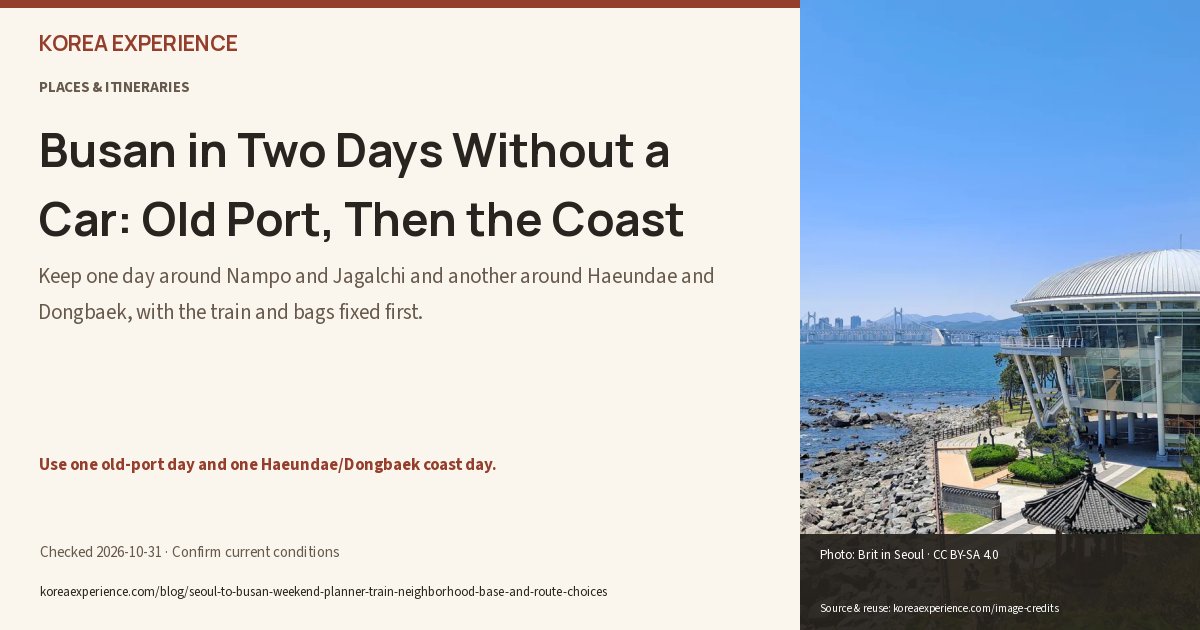 KOREA EXPERIENCE
PLACES & ITINERARIES
Busan in Two Days Without a
Car: Old Port, Then the Coast
Keep one day around Nampo and Jagalchi and another around Haeundae and
Dongbaek, with the train and bags fixed first.
Use one old-port day and one Haeundae/Dongbaek coast day.
Checked 2026-10-31 · Confirm current conditions
koreaexperience.com/blog/seoul-to-busan-weekend-planner-train-neighborhood-base-and-route-choices
Photo: Brit in Seoul · CC BY-SA 4.0
Source & reuse: koreaexperience.com/image-credits